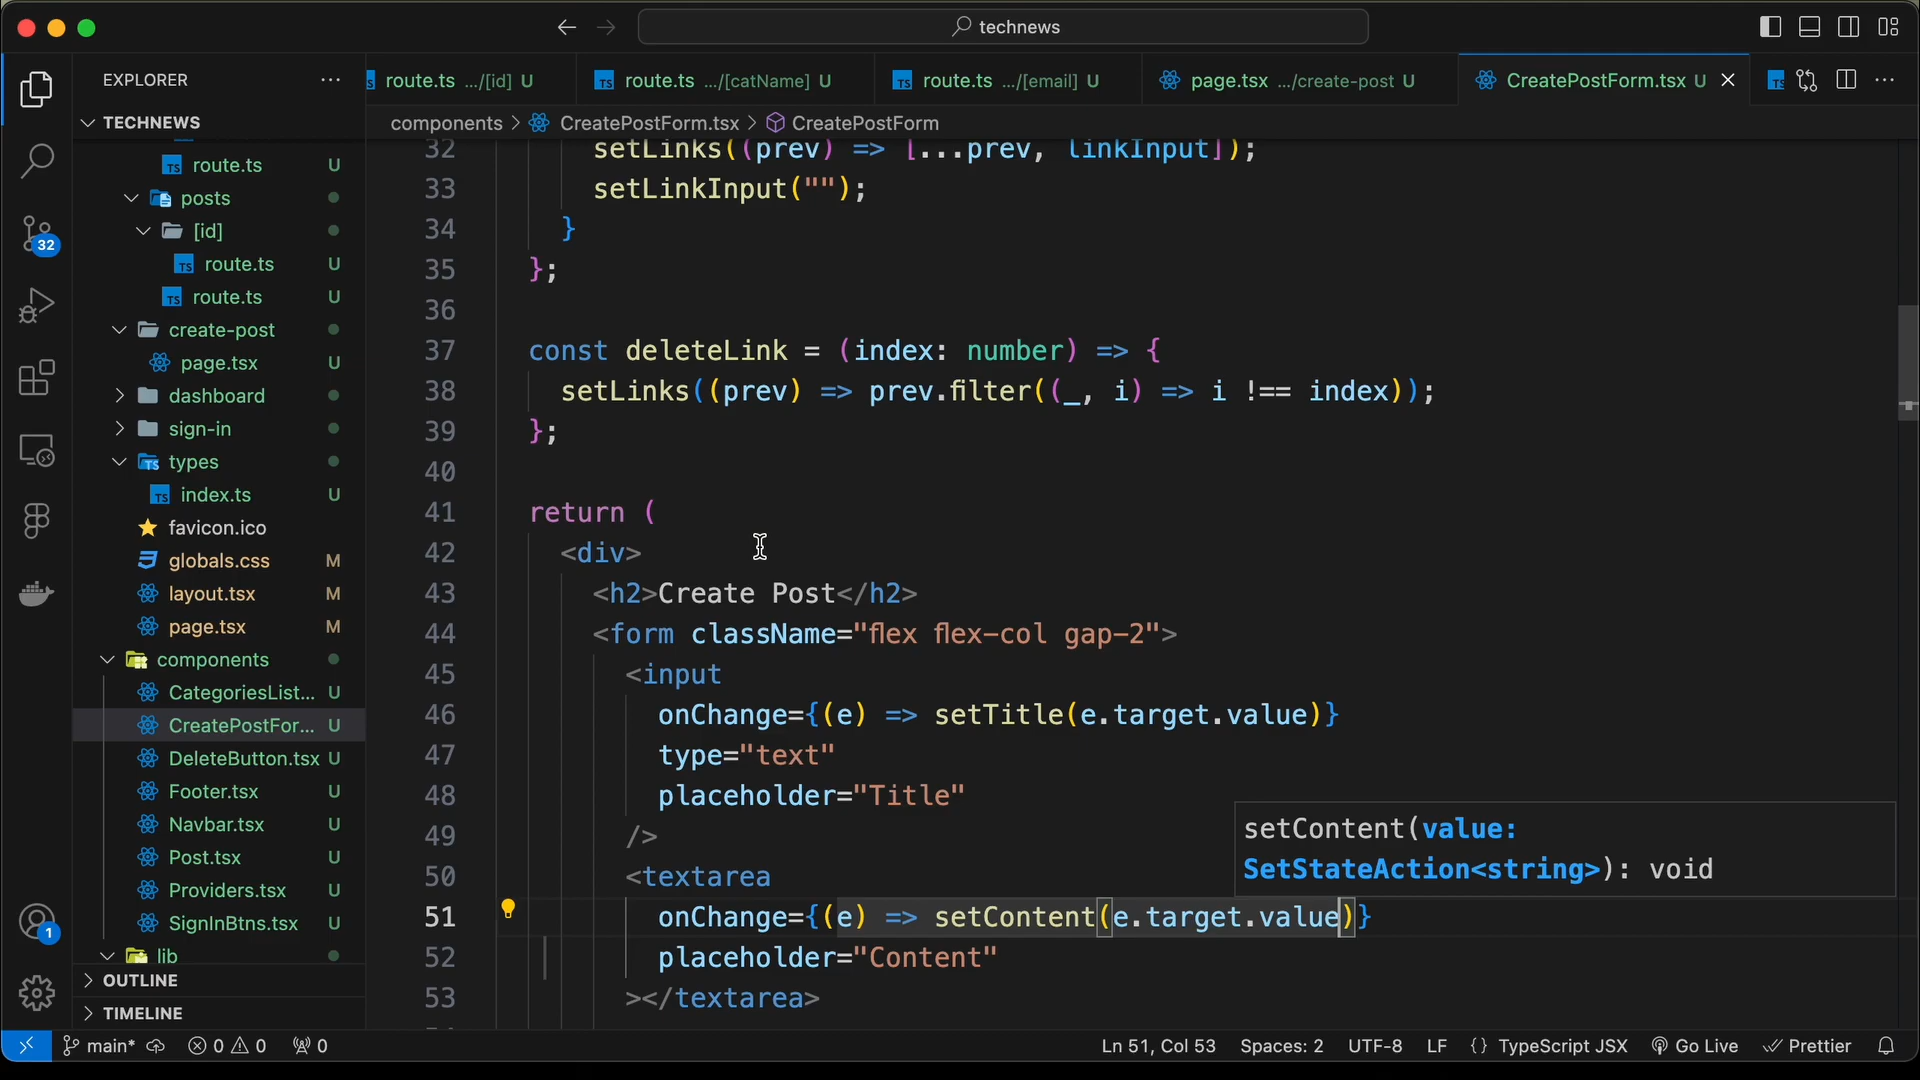 technews
EXPLORER
route.ts .../[id] U
route.ts .../[catName] U
route.ts .../[email] U
page.tsx .../create-post U
CreatePostForm.tsx U
TECHNEWS
components > CreatePostForm.tsx > CreatePostForm
route.ts U
posts
[id]
route.ts U
route.ts U
create-post
page.tsx U
dashboard
sign-in
types
index.ts U
favicon.ico
globals.css M
layout.tsx M
page.tsx M
components
CategoriesList... U
CreatePostFor... U
DeleteButton.tsx U
Footer.tsx U
Navbar.tsx U
Post.tsx U
Providers.tsx U
SignInBtns.tsx U
lib
OUTLINE
TIMELINE
32
1
32 setLinks((prev) => [...prev, linkInput]);
33 setLinkInput("");
34 }
35 };
36
37 const deleteLink = (index: number) => {
38 setLinks((prev) => prev.filter((_, i) => i !== index));
39 };
40
41 return (
42 <div>
43 <h2>Create Post</h2>
44 <form className="flex flex-col gap-2">
45 <input
46 onChange={(e) => setTitle(e.target.value)}
47 type="text"
48 placeholder="Title"
49 />
50 <textarea
51 onChange={(e) => setContent(e.target.value)}
52 placeholder="Content"
53 ></textarea>
setContent(value:
SetStateAction<string>): void
main* 0 0 0 Ln 51, Col 53 Spaces: 2 UTF-8 LF {} TypeScript JSX Go Live Prettier